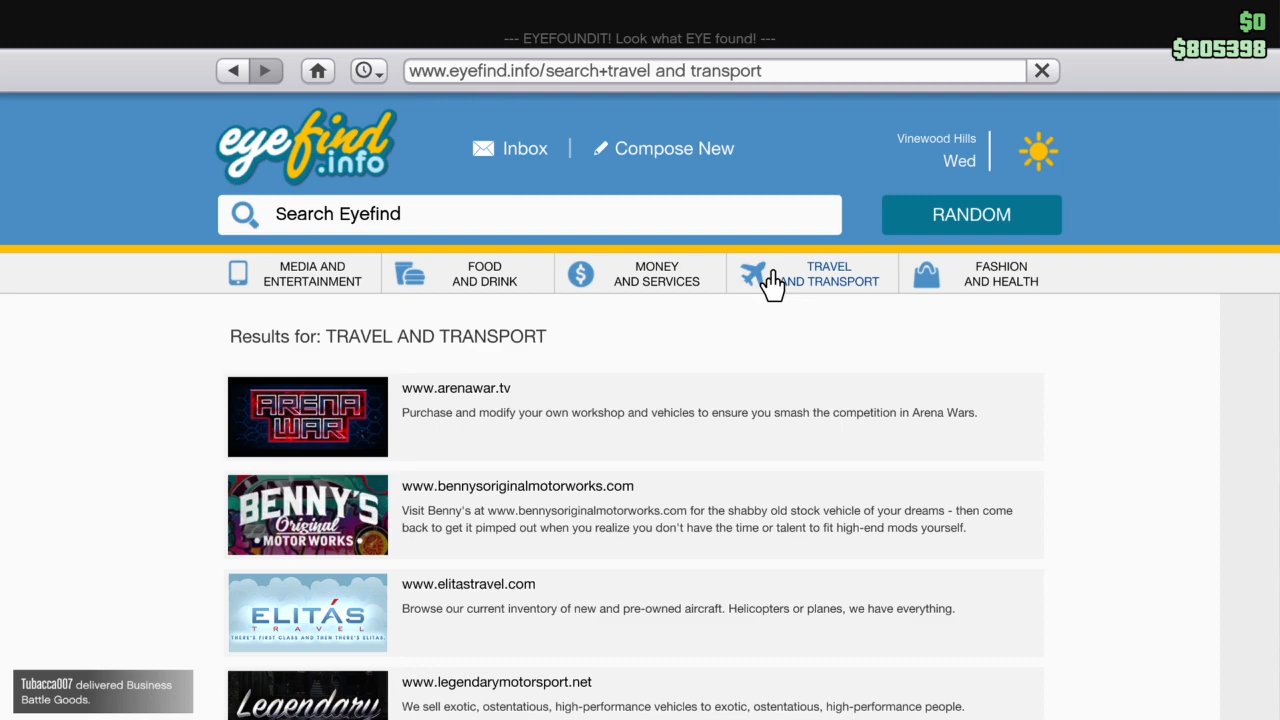 $0
--- EYEFOUNDIT! Look what EYE found! ---
$805398
www.eyefind.info/search+travel and transport
eyefind
.info
Inbox
Compose New
Vinewood Hills
Wed
Search Eyefind
RANDOM
MEDIA AND
ENTERTAINMENT
FOOD
AND DRINK
MONEY
AND SERVICES
TRAVEL
AND TRANSPORT
FASHION
AND HEALTH
Results for: TRAVEL AND TRANSPORT
ARENA
WAR
www.arenawar.tv
Purchase and modify your own workshop and vehicles to ensure you smash the competition in Arena Wars.
BENNY'S
Original
•MOTOR WORKS•
www.bennysoriginalmotorworks.com
Visit Benny's at www.bennysoriginalmotorworks.com for the shabby old stock vehicle of your dreams - then come
back to get it pimped out when you realize you don't have the time or talent to fit high-end mods yourself.
ELITÁS
TRAVEL
THERE'S FIRST CLASS AND THEN THERE'S ELITAS.
www.elitastravel.com
Browse our current inventory of new and pre-owned aircraft. Helicopters or planes, we have everything.
Legendary
www.legendarymotorsport.net
We sell exotic, ostentatious, high-performance vehicles to exotic, ostentatious, high-performance people.
Tubacca007 delivered Business
Battle Goods.